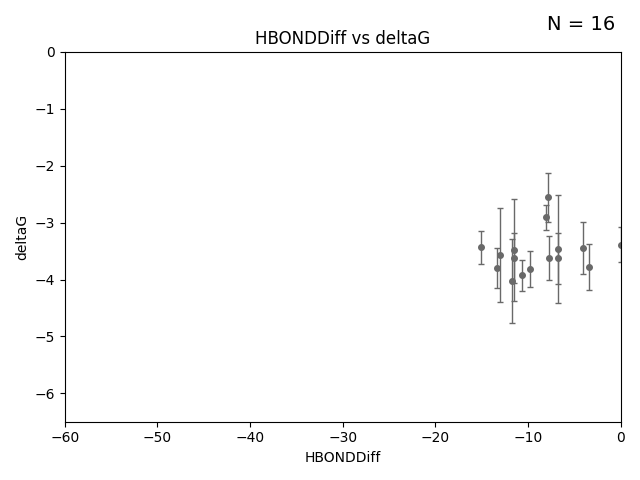 N = 16
HBONDDiff vs deltaG
0
−1
−2
−3
−4
−5
−6
deltaG
−60 −50 −40 −30 −20 −10 0
HBONDDiff